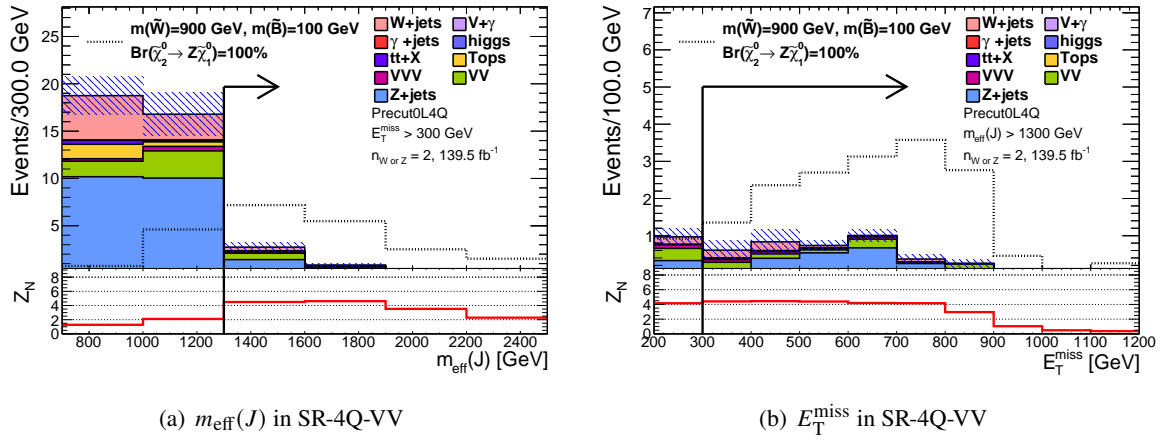 Events/300.0 GeV
25
20
15
10
5
m(W̃)=900 GeV, m(B̃)=100 GeV
Br(χ̃⁰₂→ Zχ̃⁰₁)=100%
W+jets
γ +jets
tt+X
VVV
Z+jets
V+γ
higgs
Tops
VV
Precut0L4Q
E_T^miss > 300 GeV
n_W or Z = 2, 139.5 fb⁻¹
Z_N
8
6
4
2
0
800 1000 1200 1400 1600 1800 2000 2200 2400
m_eff(J) [GeV]
(a) m_eff(J) in SR-4Q-VV
Events/100.0 GeV
7
6
5
4
3
2
1
m(W̃)=900 GeV, m(B̃)=100 GeV
Br(χ̃⁰₂→ Zχ̃⁰₁)=100%
W+jets
γ +jets
tt+X
VVV
Z+jets
V+γ
higgs
Tops
VV
Precut0L4Q
m_eff(J) > 1300 GeV
n_W or Z = 2, 139.5 fb⁻¹
Z_N
8
6
4
2
0
200 300 400 500 600 700 800 900 1000 1100 1200
E_T^miss [GeV]
(b) E_T^miss in SR-4Q-VV